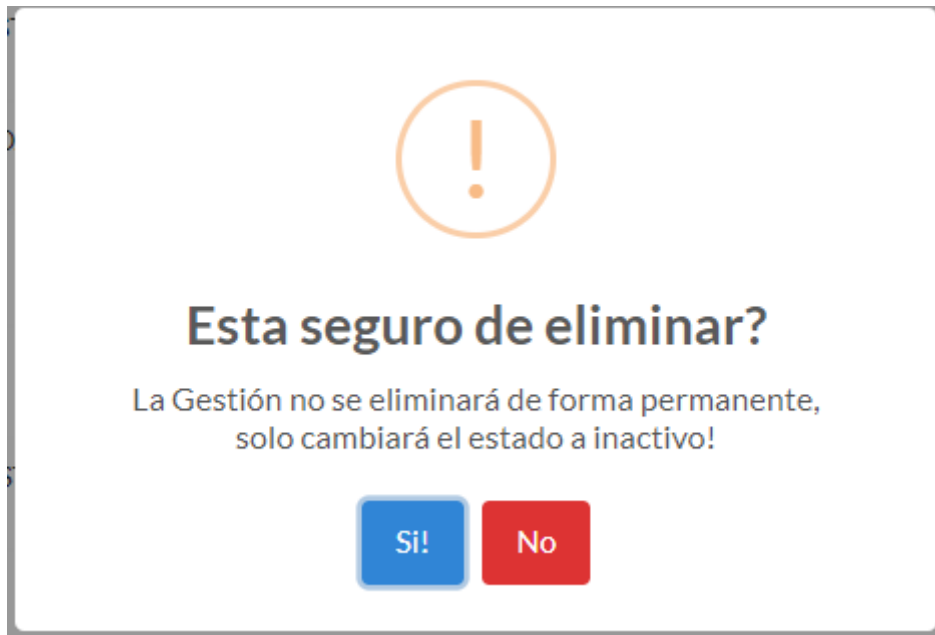 !
Esta seguro de eliminar?
La Gestión no se eliminará de forma permanente,
solo cambiará el estado a inactivo!
Si!
No